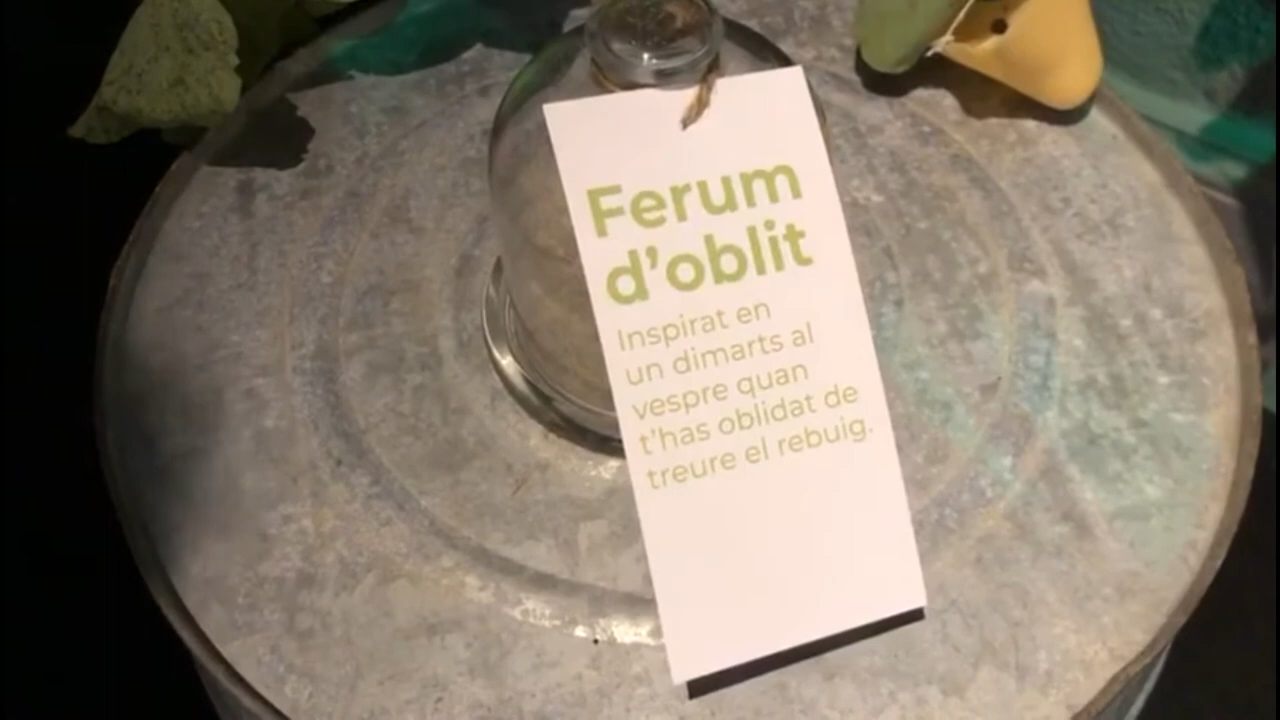 Ferum
d'oblit
Inspirat en
un dimarts al
vespre quan
t'has oblidat de
treure el rebuig.